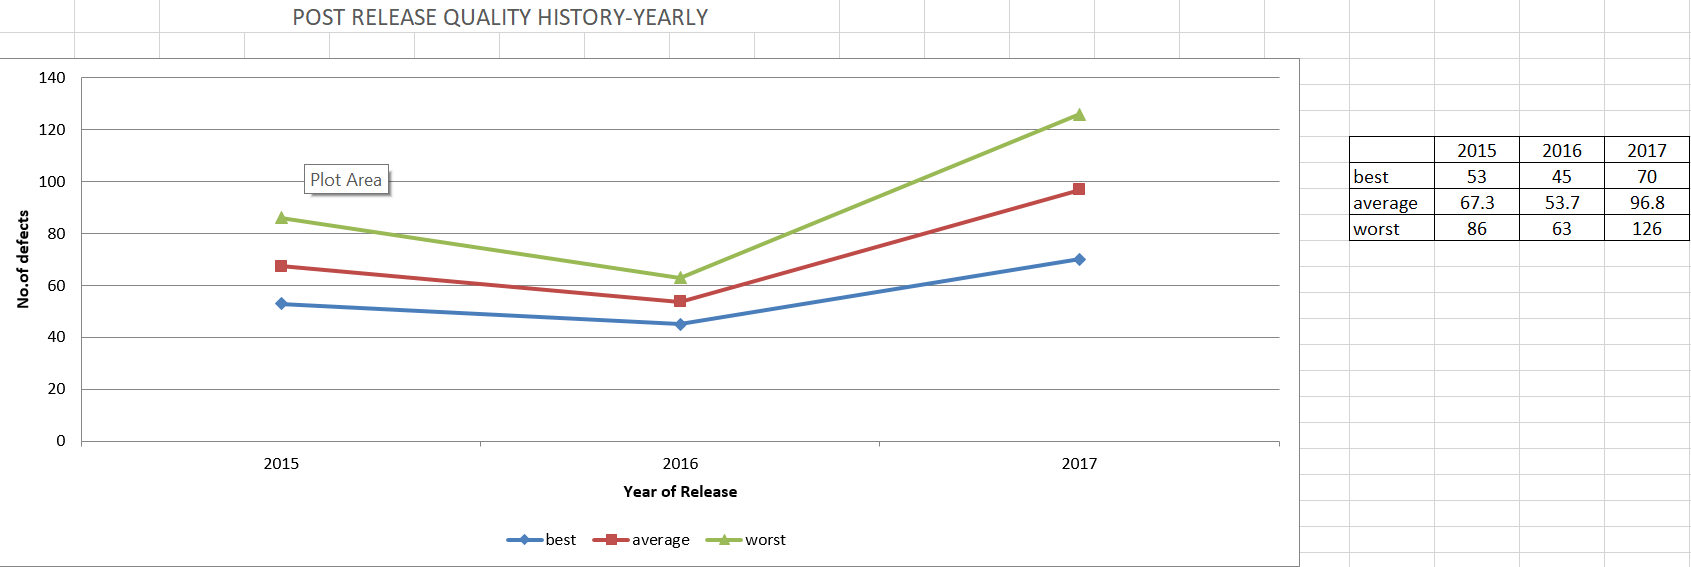 POST RELEASE QUALITY HISTORY-YEARLY
140
120
100
80
60
40
20
0
No.of defects
Plot Area
2015 2016 2017
Year of Release
best average worst
2015 2016 2017
best 53 45 70
average 67.3 53.7 96.8
worst 86 63 126